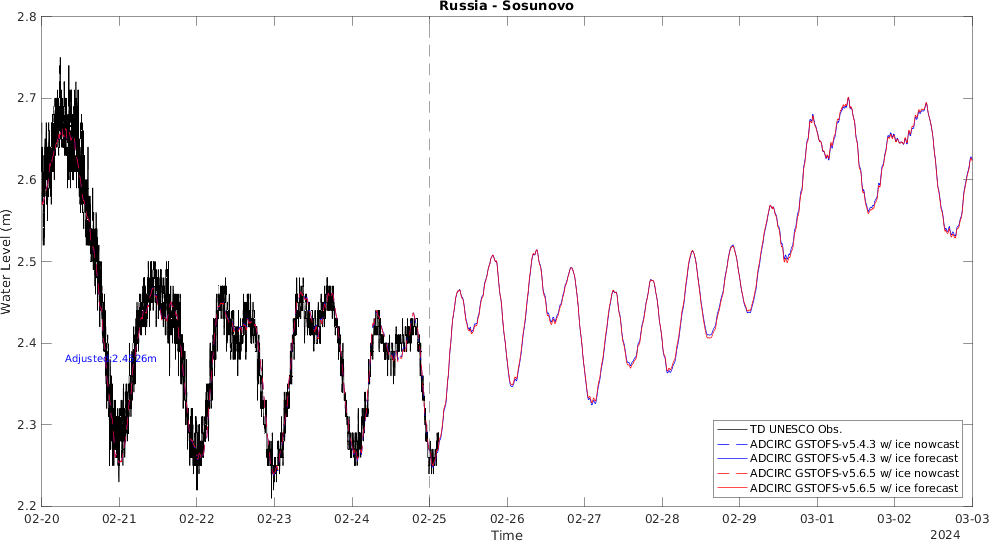 Russia - Sosunovo
2.8
2.7
2.6
2.5
2.4
2.3
2.2
Water Level (m)
TD UNESCO Obs.
ADCIRC GSTOFS-v5.4.3 w/ ice nowcast
ADCIRC GSTOFS-v5.4.3 w/ ice forecast
ADCIRC GSTOFS-v5.6.5 w/ ice nowcast
ADCIRC GSTOFS-v5.6.5 w/ ice forecast
02-20 02-21 02-22 02-23 02-24 02-25 02-26 02-27 02-28 02-29 03-01 03-02 03-03
Time
2024